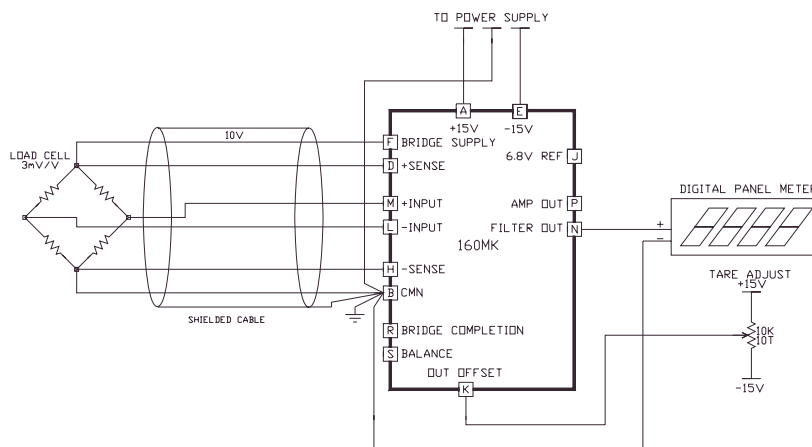 TO POWER SUPPLY
A
E
+15V
-15V
10V
F
BRIDGE SUPPLY
LOAD CELL
3mV/V
D
+SENSE
6.8V REF
J
M
+INPUT
AMP OUT
P
DIGITAL PANEL METER
L
-INPUT
FILTER OUT
N
+
-
160MK
H
-SENSE
TARE ADJUST
+15V
B
CMN
SHIELDED CABLE
R
BRIDGE COMPLETION
10K
10T
S
BALANCE
OUT OFFSET
K
-15V